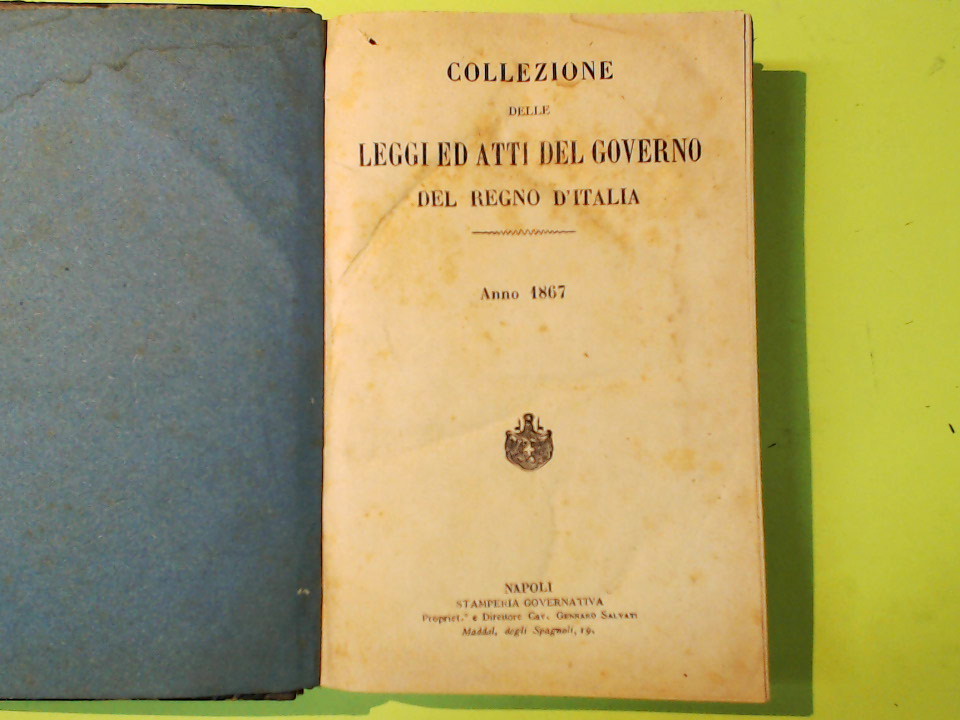 COLLEZIONE
DELLE
LEGGI ED ATTI DEL GOVERNO
DEL REGNO D'ITALIA
Anno 1867
NAPOLI
STAMPERIA GOVERNATIVA
Propriet.° e Direttore Cav. Gennaro Salvati
Maddal, degli Spagnoli, 19.